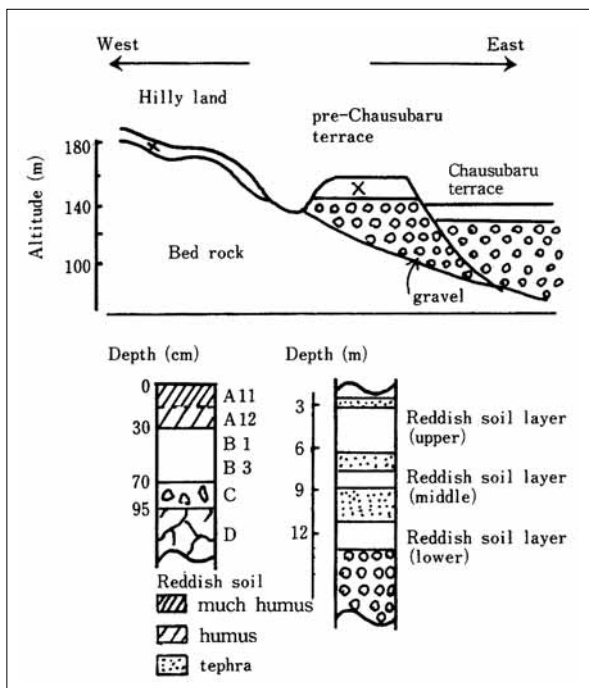 West
East
Hilly land
pre-Chausubaru
terrace
Chausubaru
terrace
Altitude (m)
180
140
100
Bed rock
gravel
Depth (cm)
0
30
70
95
A11
A12
B 1
B 3
C
D
Reddish soil
much humus
humus
tephra
Depth (m)
3
6
9
12
Reddish soil layer
(upper)
Reddish soil layer
(middle)
Reddish soil layer
(lower)